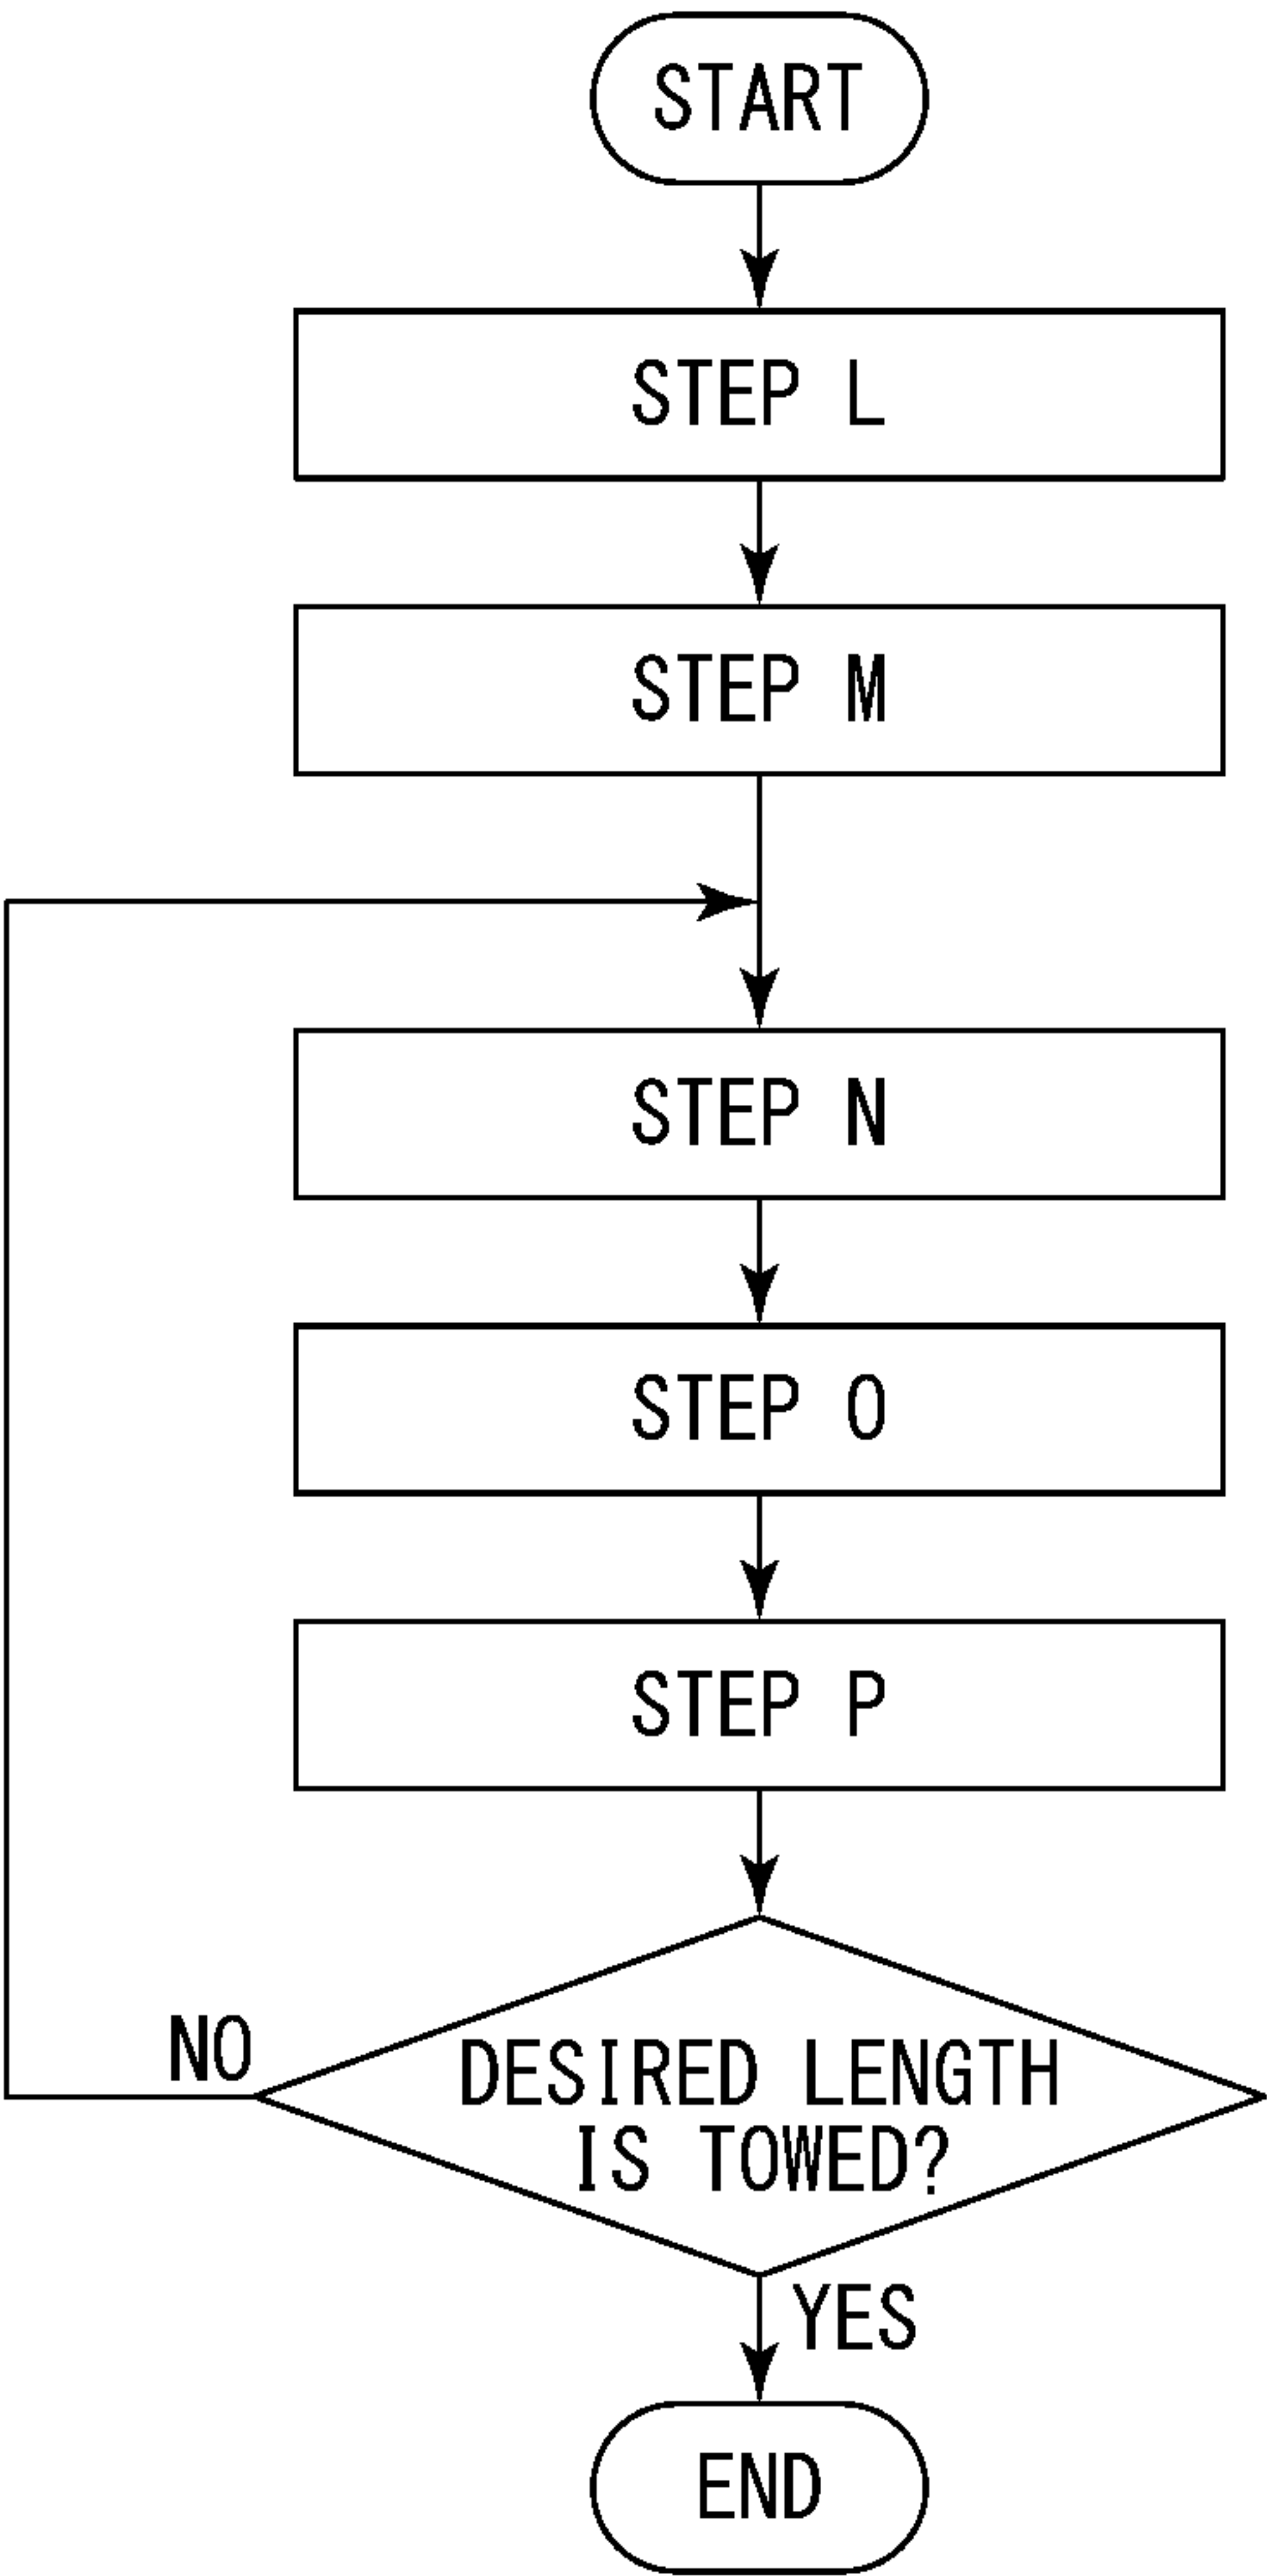 START
STEP L
STEP M
STEP N
STEP O
STEP P
NO
DESIRED LENGTH
IS TOWED?
YES
END